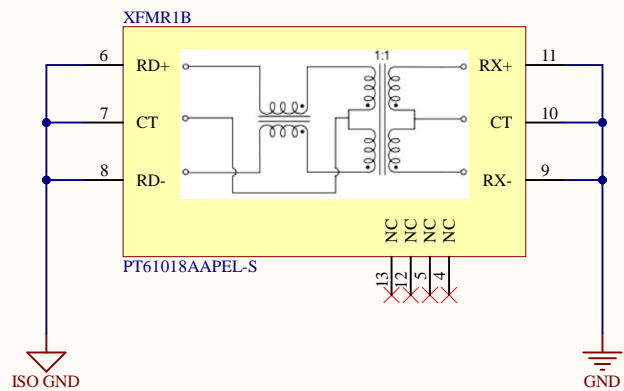 XFMR1B
1:1
6 RD+ RX+ 11
7 CT CT 10
8 RD- RX- 9
NC NC NC NC
13 12 5 4
PT61018AAPEL-S
ISO GND GND